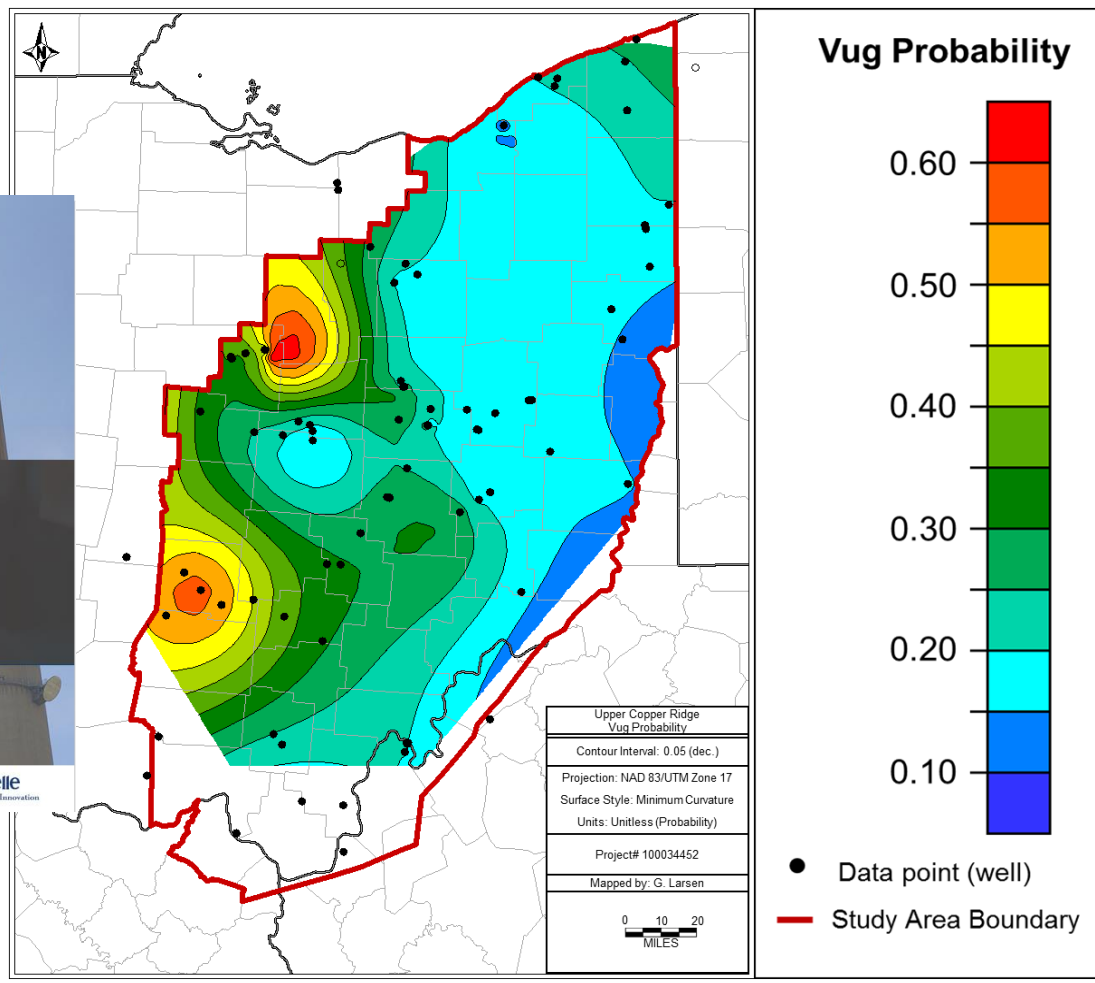 N
Vug Probability
0.60
0.50
0.40
0.30
0.20
0.10
Data point (well)
Study Area Boundary
Upper Copper Ridge
Vug Probability
Contour Interval: 0.05 (dec.)
Projection: NAD 83/UTM Zone 17
Surface Style: Minimum Curvature
Units: Unitless (Probability)
Project# 100034452
Mapped by: G. Larsen
0 10 20
MILES
elle
Innovation